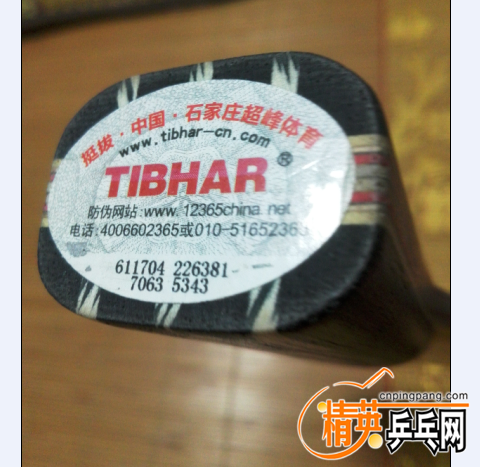 挺拔·中国·石家庄超峰体育
www.tibhar-cn.com
TIBHAR®
防伪网站:www.12365china.net
电话:4006602365或010-51652365
611704 226381
7063 5343
cnpingpang.com
精英乒乓网